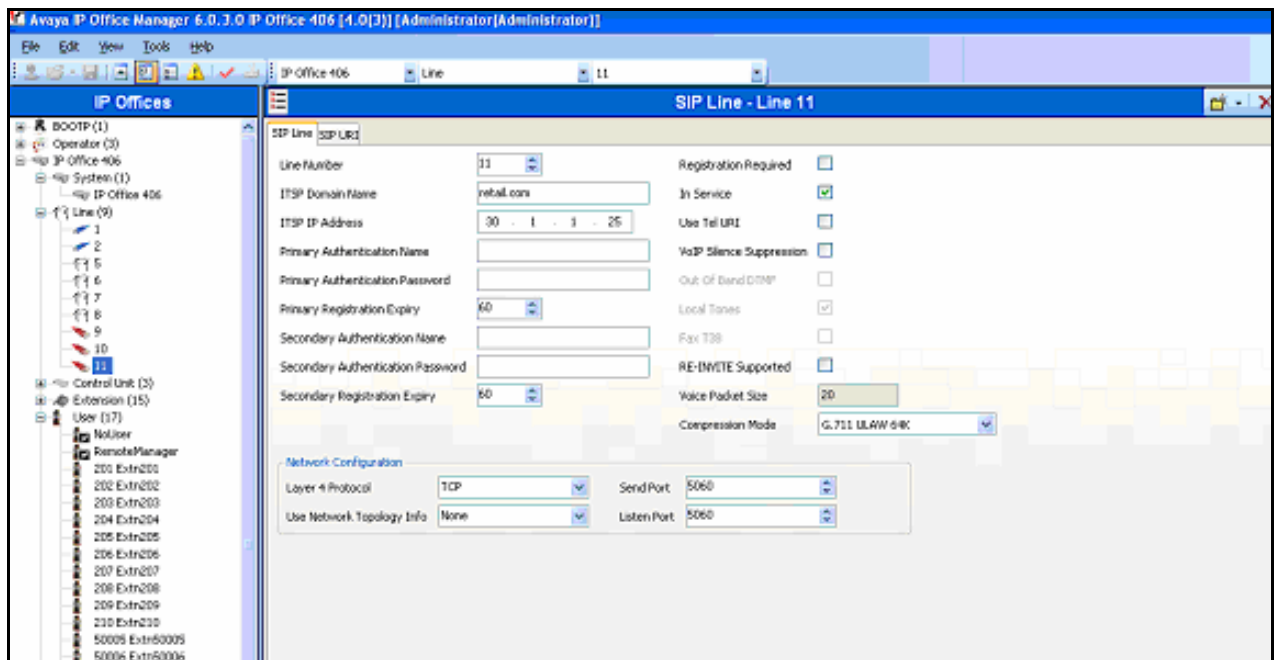 Avaya IP Office Manager 6.0.3.0 IP Office 406 [4.0(3)] [Administrator(Administrator)]
File Edit View Tools Help
IP Office 406 Line 11
IP Offices
SIP Line - Line 11
BOOTP (1)
Operator (3)
IP Office 406
System (1)
IP Office 406
Line (9)
1
2
5
6
7
8
9
10
11
Control Unit (3)
Extension (15)
User (17)
NoUser
RemoteManager
201 Extn201
202 Extn202
203 Extn203
204 Extn204
205 Extn205
206 Extn206
207 Extn207
208 Extn208
209 Extn209
210 Extn210
50005 Extn50005
50006 Extn50006
SIP Line SIP URI
Line Number 11
ITSP Domain Name retail.com
ITSP IP Address 30 . 1 . 1 . 25
Primary Authentication Name
Primary Authentication Password
Primary Registration Expiry 60
Secondary Authentication Name
Secondary Authentication Password
Secondary Registration Expiry 60
Registration Required
In Service
Use Tel URI
VoIP Silence Suppression
Out Of Band DTMF
Local Tones
Fax T38
RE-INVITE Supported
Voice Packet Size 20
Compression Mode G.711 ULAW 64K
Network Configuration
Layer 4 Protocol TCP Send Port 5060
Use Network Topology Info None Listen Port 5060